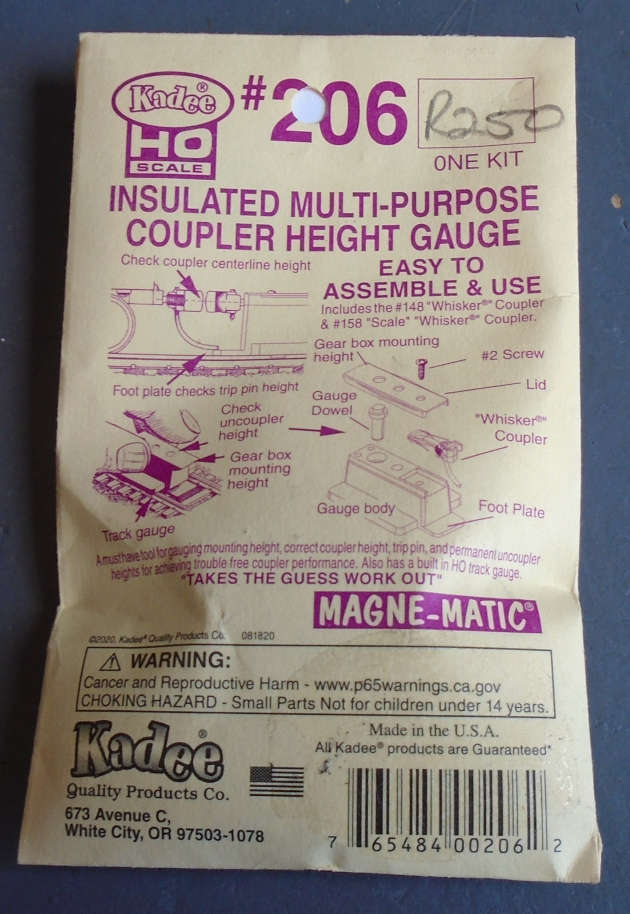 Kadee®
HO
SCALE
#206
R250
ONE KIT
INSULATED MULTI-PURPOSE
COUPLER HEIGHT GAUGE
Check coupler centerline height
EASY TO
ASSEMBLE & USE
Includes the #148 "Whisker®" Coupler
& #158 "Scale" "Whisker®" Coupler.
Gear box mounting
height
#2 Screw
Lid
Foot plate checks trip pin height
Gauge
Dowel
Check
uncoupler
height
"Whisker®"
Coupler
Gear box
mounting
height
Gauge body
Foot Plate
Track gauge
A must have tool for gauging mounting height, correct coupler height, trip pin, and permanent uncoupler
heights for achieving trouble free coupler performance. Also has a built in HO track gauge.
"TAKES THE GUESS WORK OUT"
MAGNE-MATIC®
©2020, Kadee® Quality Products Co. 081820
⚠ WARNING:
Cancer and Reproductive Harm - www.p65warnings.ca.gov
CHOKING HAZARD - Small Parts Not for children under 14 years.
Kadee®
Quality Products Co.
673 Avenue C,
White City, OR 97503-1078
Made in the U.S.A.
All Kadee® products are Guaranteed*
7 65484 00206 2